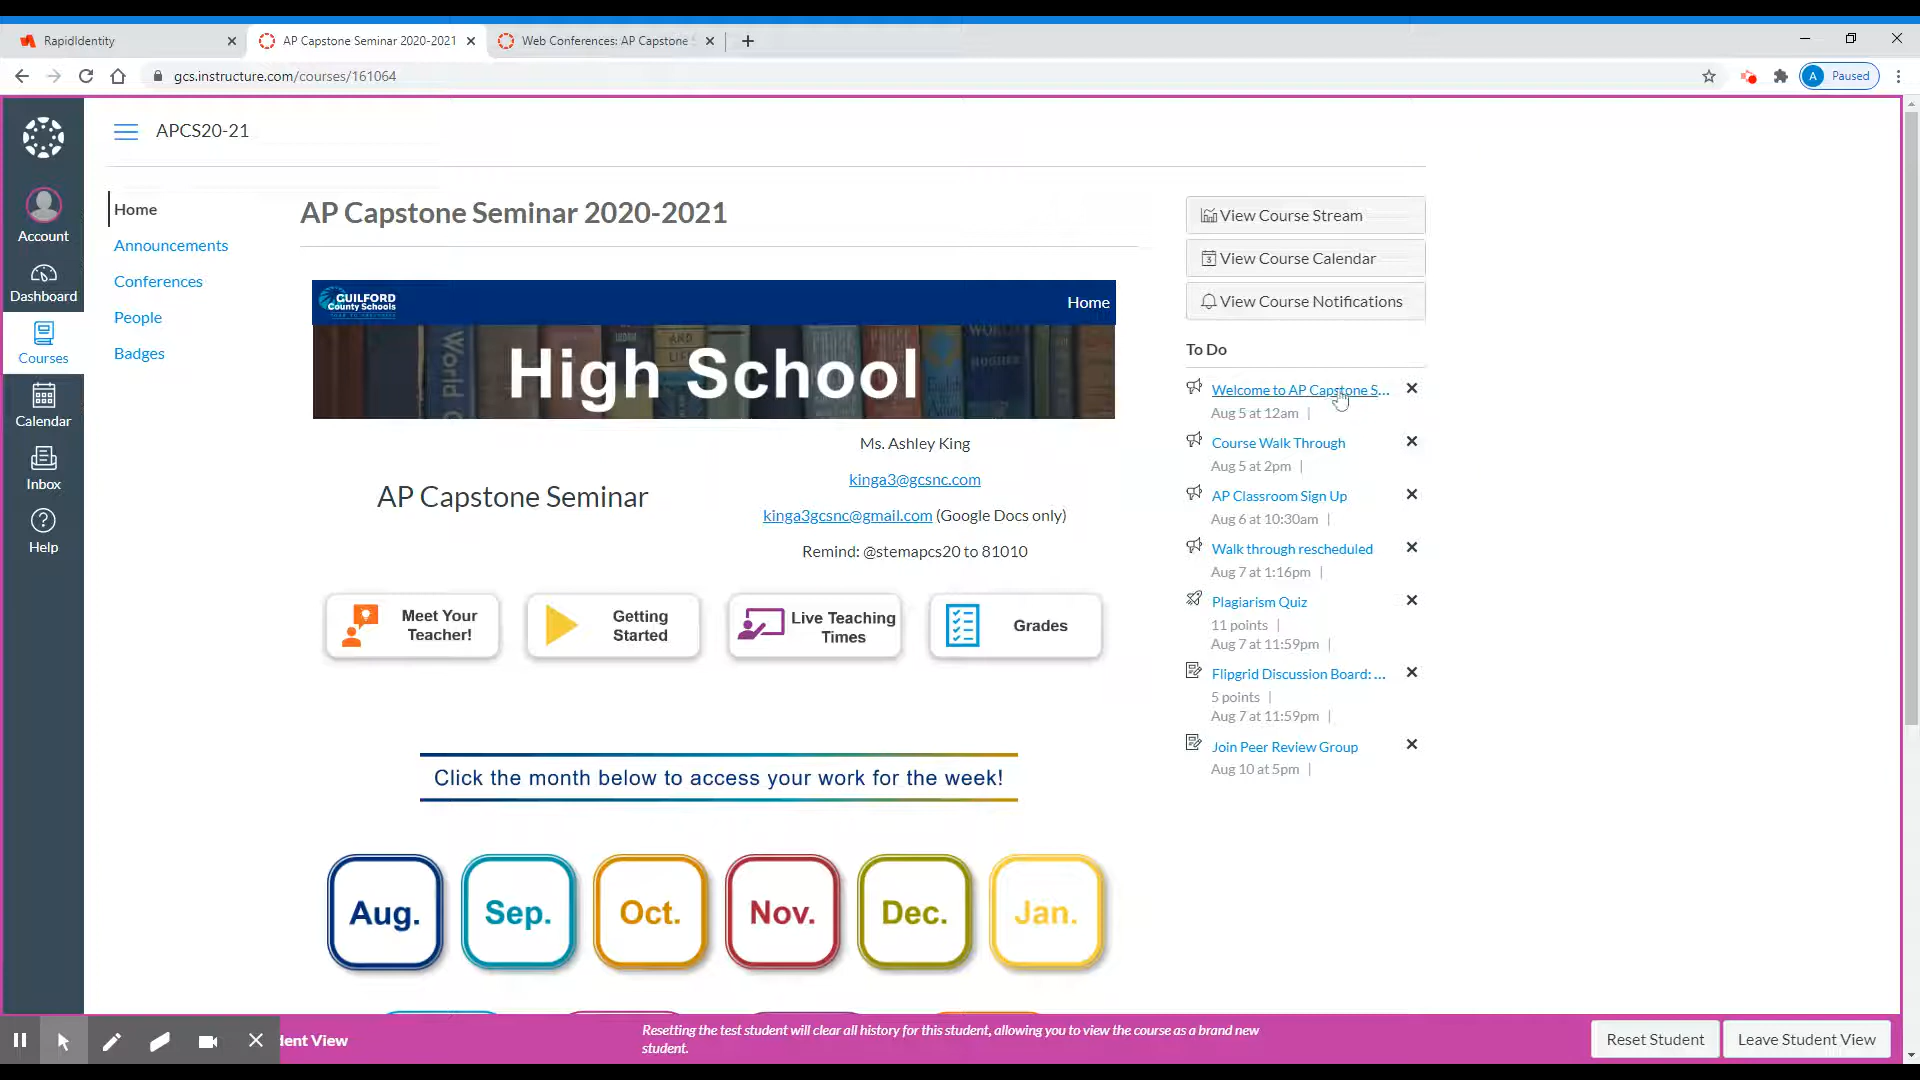 RapidIdentity
AP Capstone Seminar 2020-2021
Web Conferences: AP Capstone
gcs.instructure.com/courses/161064
A Paused
APCS20-21
Account
Dashboard
Courses
Calendar
Inbox
Help
Home
Announcements
Conferences
People
Badges
AP Capstone Seminar 2020-2021
GUILFORD
County Schools
Home
High School
AP Capstone Seminar
Ms. Ashley King
kinga3@gcsnc.com
kinga3gcsnc@gmail.com (Google Docs only)
Remind: @stemapcs20 to 81010
Meet Your
Teacher!
Getting
Started
Live Teaching
Times
Grades
Click the month below to access your work for the week!
Aug.
Sep.
Oct.
Nov.
Dec.
Jan.
View Course Stream
View Course Calendar
View Course Notifications
To Do
Welcome to AP Capstone S...
Aug 5 at 12am |
Course Walk Through
Aug 5 at 2pm |
AP Classroom Sign Up
Aug 6 at 10:30am |
Walk through rescheduled
Aug 7 at 1:16pm |
Plagiarism Quiz
11 points |
Aug 7 at 11:59pm |
Flipgrid Discussion Board: ...
5 points |
Aug 7 at 11:59pm |
Join Peer Review Group
Aug 10 at 5pm |
dent View
Resetting the test student will clear all history for this student, allowing you to view the course as a brand new
student.
Reset Student
Leave Student View